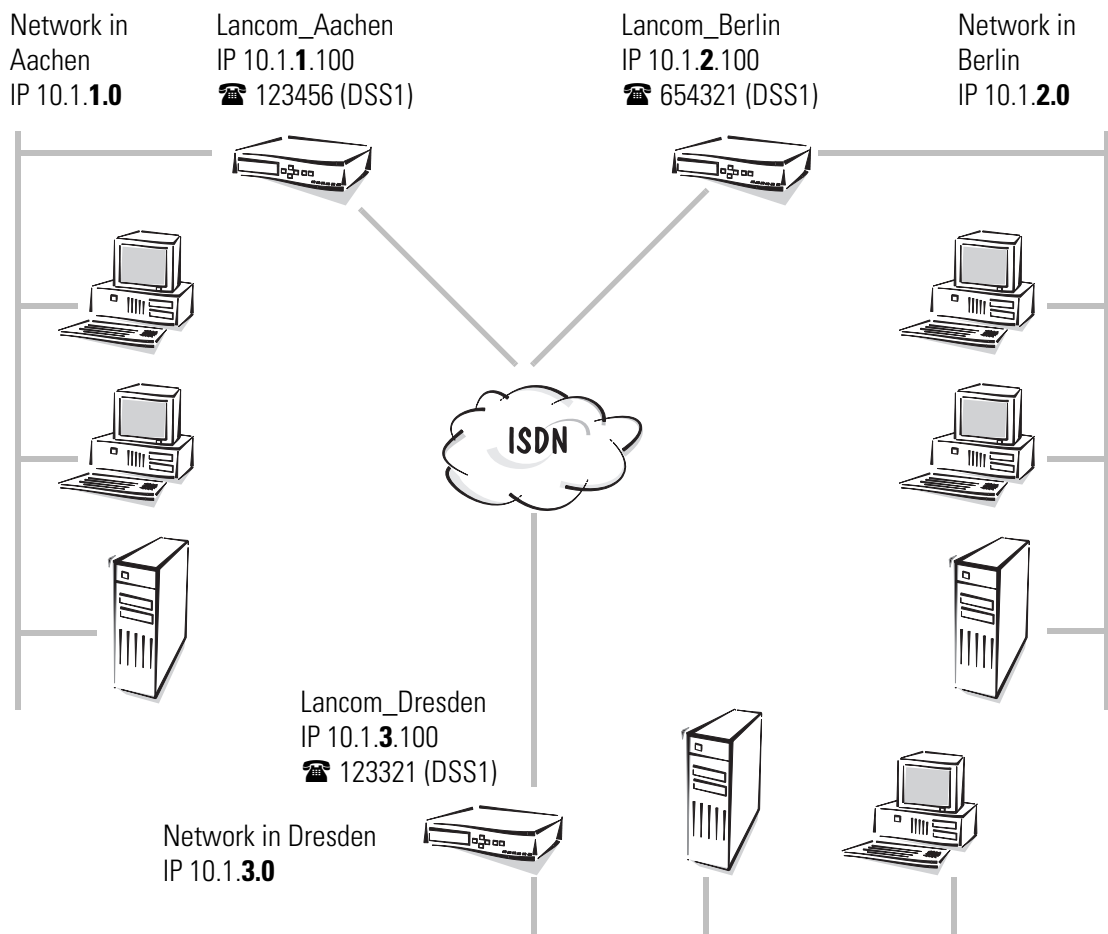 Network in
Aachen
IP 10.1.1.0
Lancom_Aachen
IP 10.1.1.100
☎ 123456 (DSS1)
Lancom_Berlin
IP 10.1.2.100
☎ 654321 (DSS1)
Network in
Berlin
IP 10.1.2.0
ISDN
Lancom_Dresden
IP 10.1.3.100
☎ 123321 (DSS1)
Network in Dresden
IP 10.1.3.0